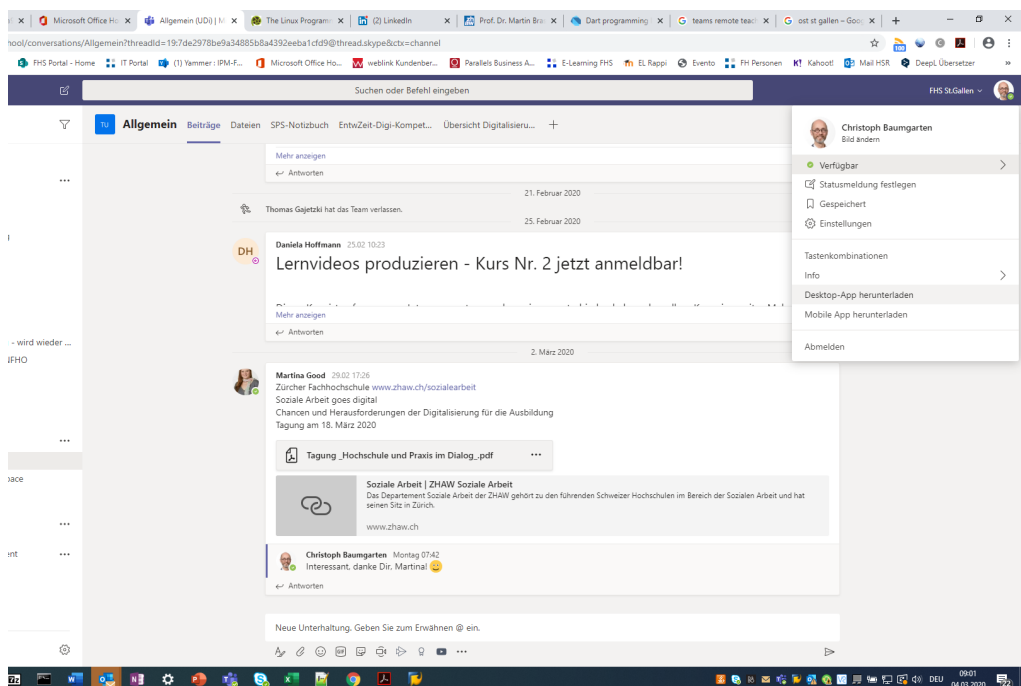 Microsoft Office Ho
Allgemein (UDi) | M
The Linux Program
(2) LinkedIn
Prof. Dr. Martin Bra
Dart programming
teams remote teach
ost st gallen – Goog
hool/conversations/Allgemein?threadId=19:7de2978be9a34885b8a4392eeba1cfd9@thread.skype&ctx=channel
FHS Portal - Home
IT Portal
(1) Yammer : IPM-F...
Microsoft Office Ho...
weblink Kundenber...
Parallels Business A...
E-Learning FHS
EL Rappi
Evento
FH Personen
Kahoot!
Mail HSR
DeepL Übersetzer
Suchen oder Befehl eingeben
FHS St.Gallen
TU
Allgemein
Beiträge
Dateien
SPS-Notizbuch
EntwZeit-Digi-Kompet...
Übersicht Digitalisieru...
Christoph Baumgarten
Bild ändern
Verfügbar
Statusmeldung festlegen
Gespeichert
Einstellungen
Tastenkombinationen
Info
Desktop-App herunterladen
Mobile App herunterladen
Abmelden
- wird wieder ...
Mehr anzeigen
Antworten
21. Februar 2020
Thomas Gajetzki hat das Team verlassen.
25. Februar 2020
DH
Daniela Hoffmann 25.02 10:23
Lernvideos produzieren - Kurs Nr. 2 jetzt anmeldbar!
Mehr anzeigen
Antworten
2. März 2020
Martina Good 29.02 17:26
Zürcher Fachhochschule www.zhaw.ch/sozialearbeit
Soziale Arbeit goes digital
Chancen und Herausforderungen der Digitalisierung für die Ausbildung
Tagung am 18. März 2020
Tagung _Hochschule und Praxis im Dialog_.pdf
Soziale Arbeit | ZHAW Soziale Arbeit
Das Departement Soziale Arbeit der ZHAW gehört zu den führenden Schweizer Hochschulen im Bereich der Sozialen Arbeit und hat
seinen Sitz in Zürich.
www.zhaw.ch
Christoph Baumgarten Montag 07:42
Interessant, danke Dir, Martina!
Antworten
Neue Unterhaltung. Geben Sie zum Erwähnen @ ein.
DEU
09:01
04.03.2020